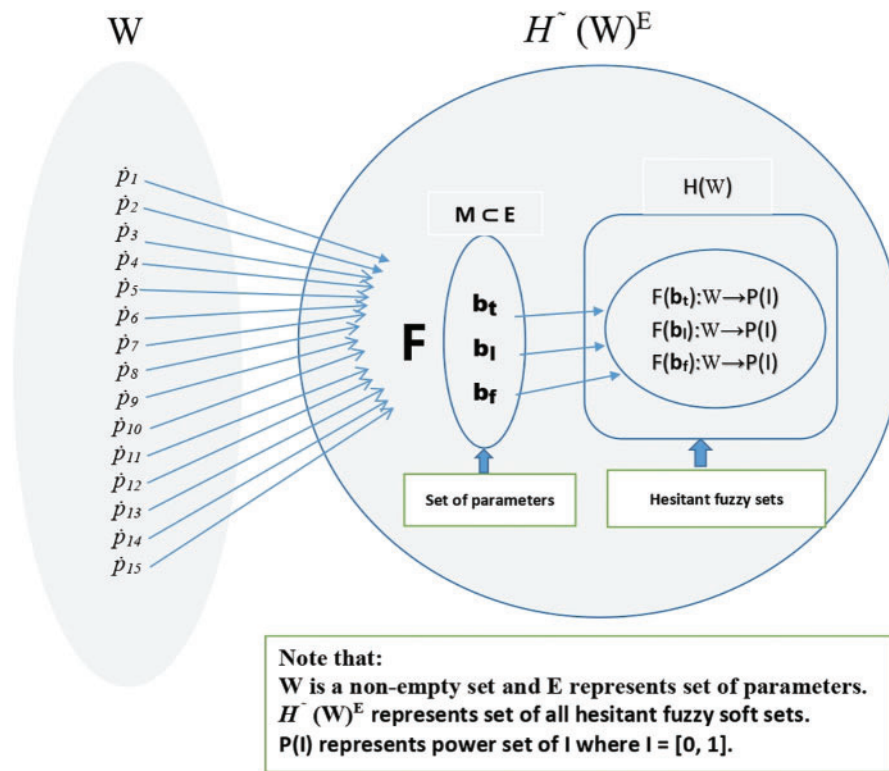 W
H˜ (W)ᴱ
ṗ1
ṗ2
ṗ3
ṗ4
ṗ5
ṗ6
ṗ7
ṗ8
ṗ9
ṗ10
ṗ11
ṗ12
ṗ13
ṗ14
ṗ15
F
M ⊂ E
bt
bl
bf
Set of parameters
H(W)
F(bt):W→P(I)
F(bl):W→P(I)
F(bf):W→P(I)
Hesitant fuzzy sets
Note that:
W is a non-empty set and E represents set of parameters.
H˜ (W)ᴱ represents set of all hesitant fuzzy soft sets.
P(I) represents power set of I where I = [0, 1].